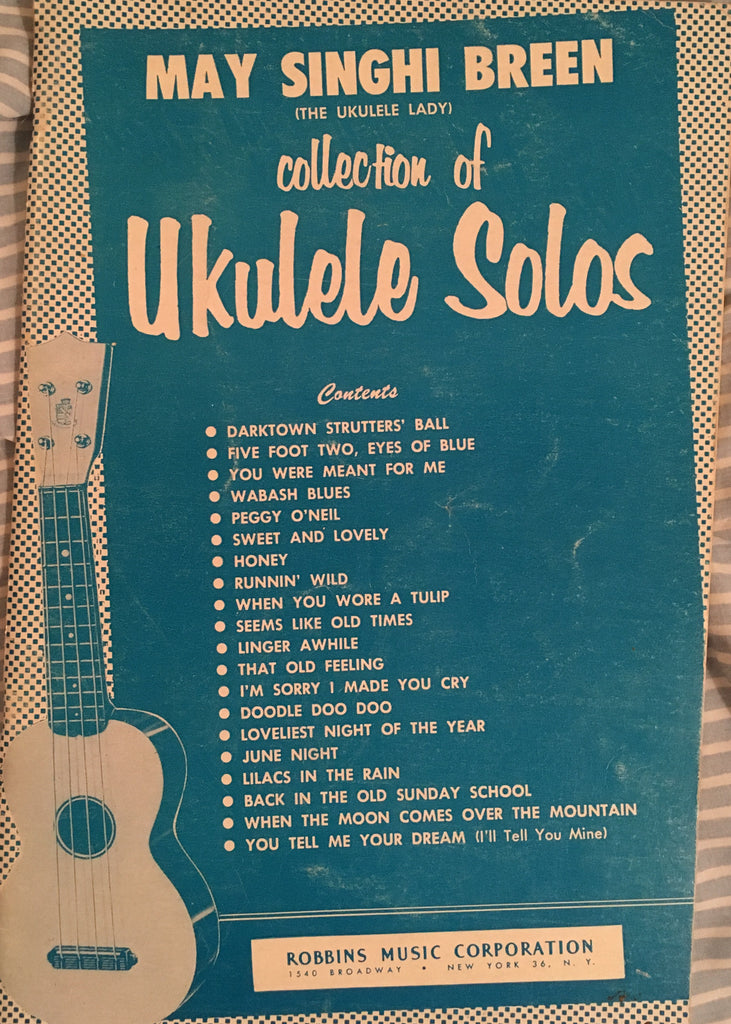 MAY SINGHI BREEN
(THE UKULELE LADY)
collection of
Ukulele Solos
Contents
● DARKTOWN STRUTTERS' BALL
● FIVE FOOT TWO, EYES OF BLUE
● YOU WERE MEANT FOR ME
● WABASH BLUES
● PEGGY O'NEIL
● SWEET AND LOVELY
● HONEY
● RUNNIN' WILD
● WHEN YOU WORE A TULIP
● SEEMS LIKE OLD TIMES
● LINGER AWHILE
● THAT OLD FEELING
● I'M SORRY I MADE YOU CRY
● DOODLE DOO DOO
● LOVELIEST NIGHT OF THE YEAR
● JUNE NIGHT
● LILACS IN THE RAIN
● BACK IN THE OLD SUNDAY SCHOOL
● WHEN THE MOON COMES OVER THE MOUNTAIN
● YOU TELL ME YOUR DREAM (I'll Tell You Mine)
ROBBINS MUSIC CORPORATION
1540 BROADWAY • NEW YORK 36, N. Y.